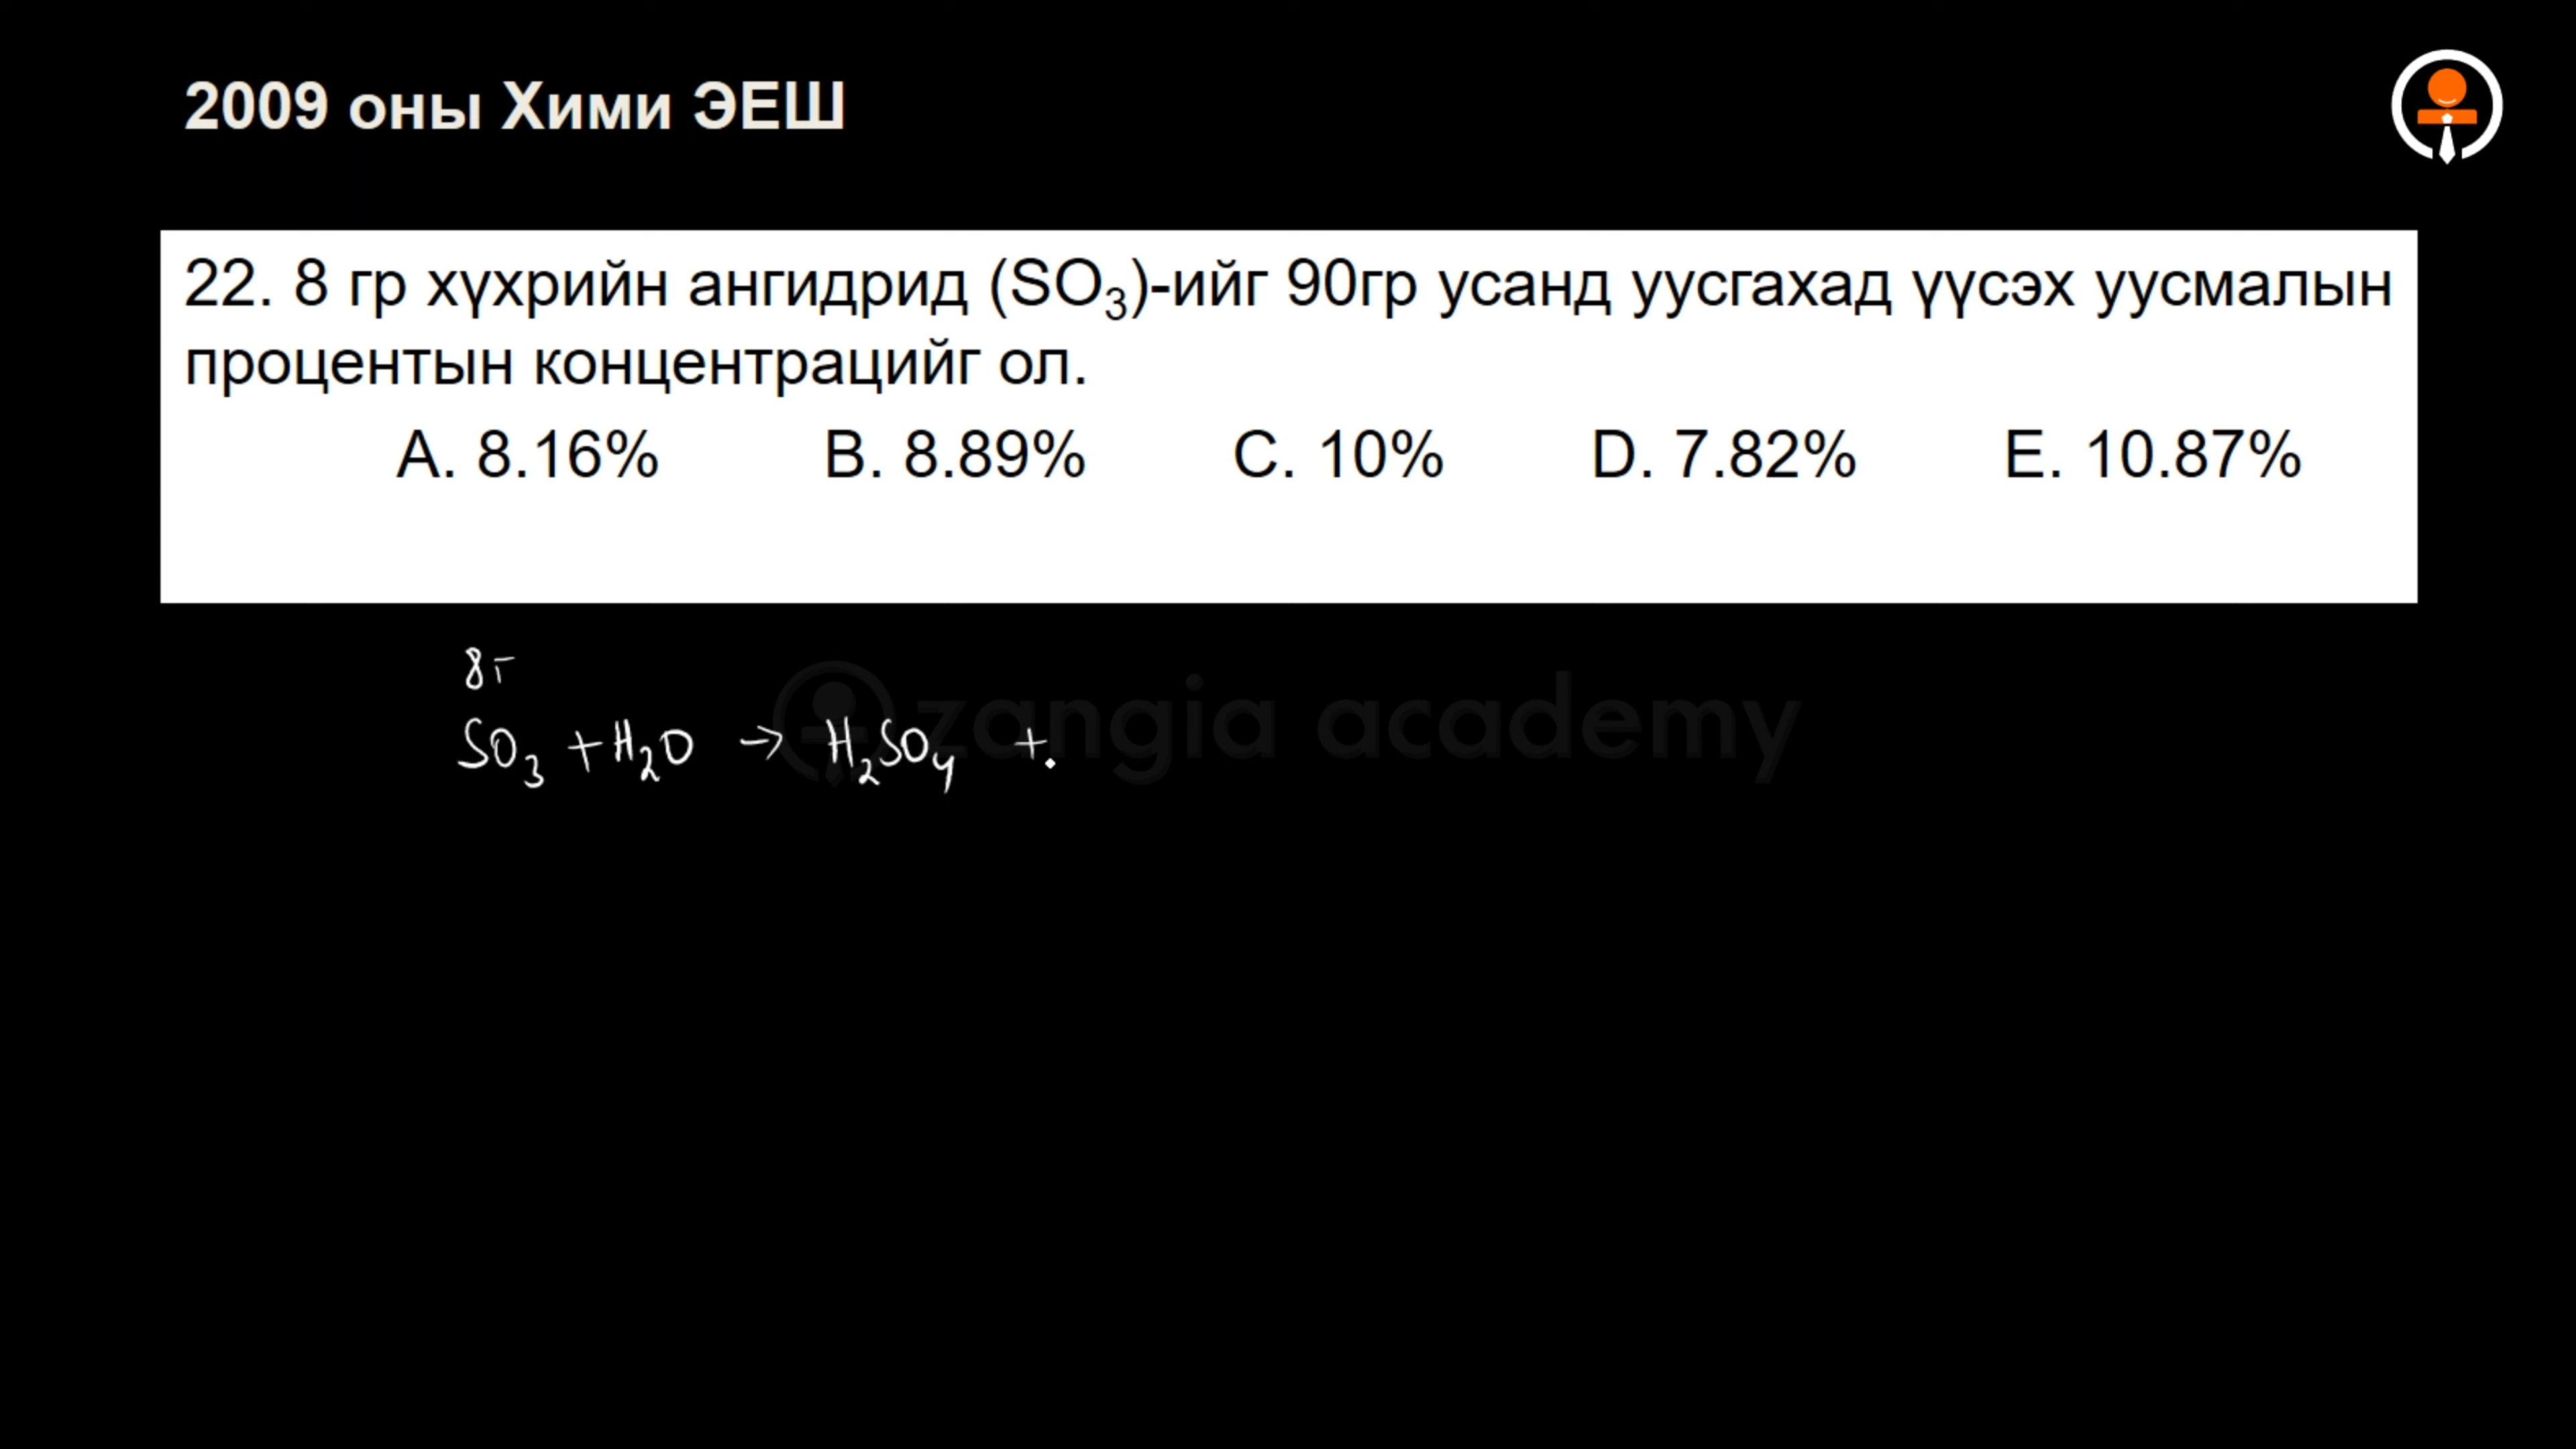 2009 оны Хими ЭЕШ
22. 8 гр хүхрийн ангидрид (SO₃)-ийг 90гр усанд уусгахад үүсэх уусмалын
процентын концентрацийг ол.
A. 8.16% B. 8.89% C. 10% D. 7.82% E. 10.87%
8г
SO₃ + H₂O → H₂SO₄ +
zangia academy